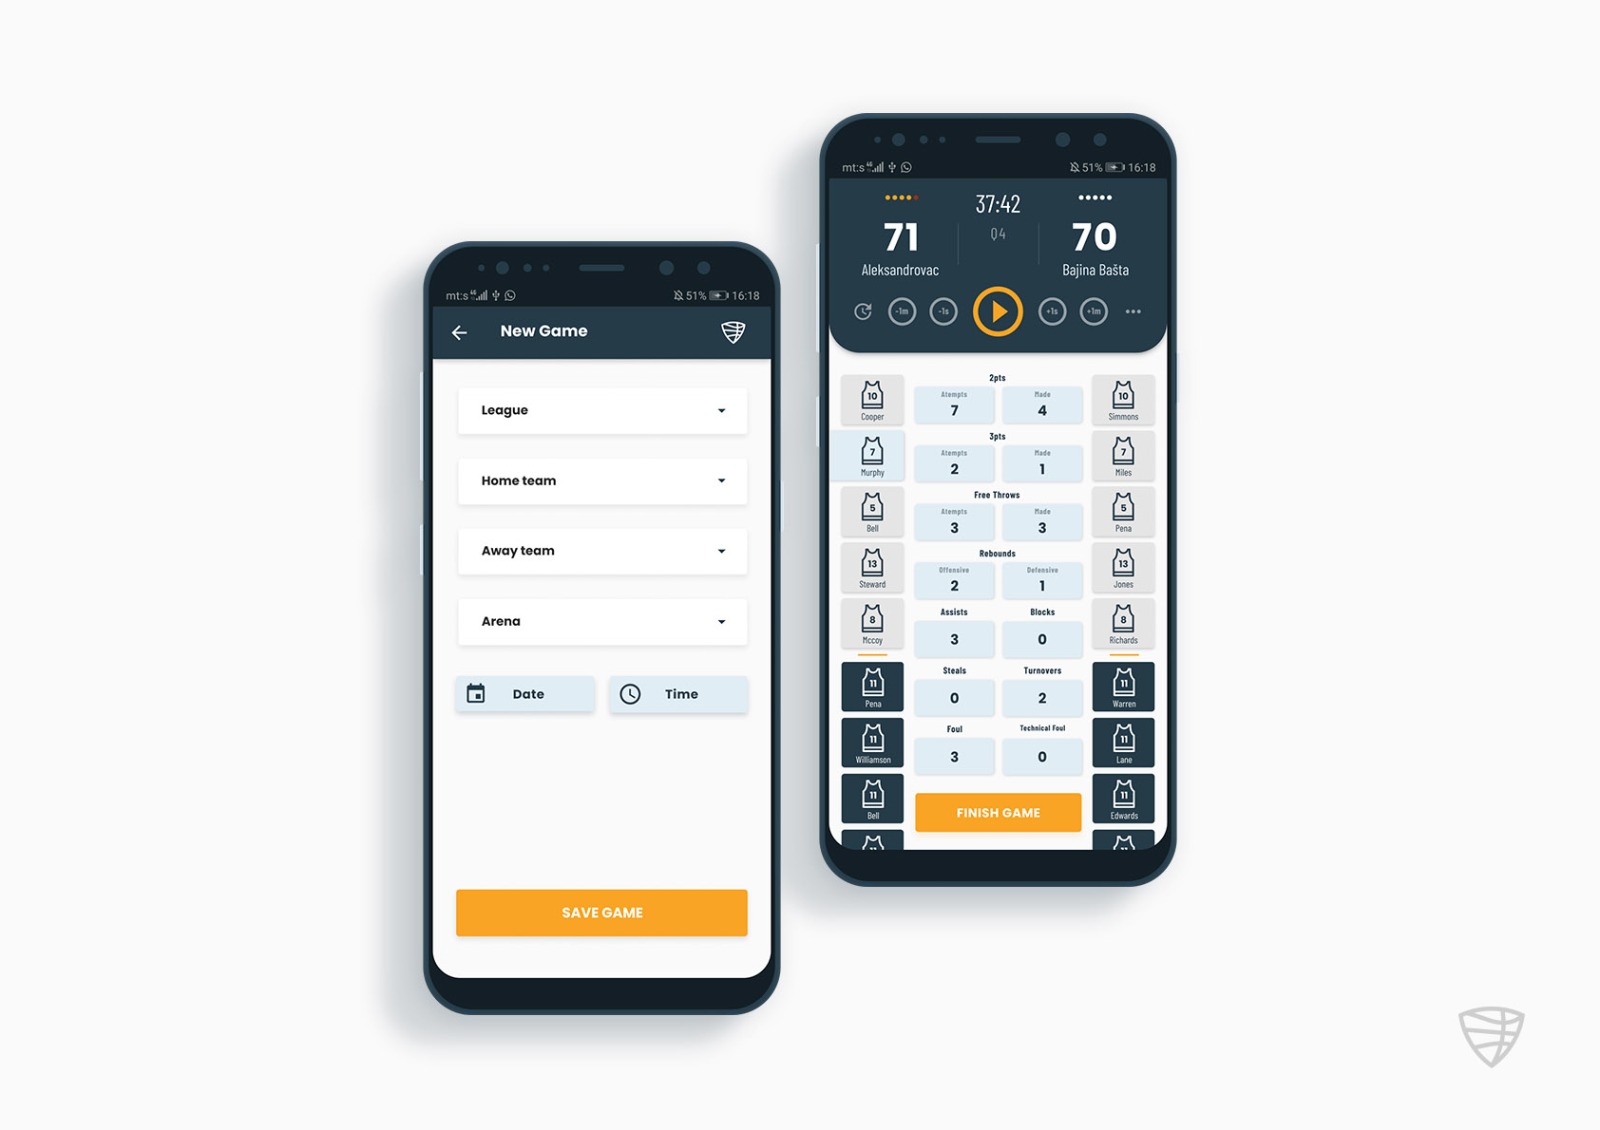 mt:s 51% 16:18
New Game
League
Home team
Away team
Arena
Date Time
SAVE GAME
mt:s 51% 16:18
37:42
71 Q4 70
Aleksandrovac Bajina Bašta
-1m -1s +1s +1m
10
Cooper
7
Murphy
5
Bell
13
Steward
8
Mccoy
11
Pena
11
Williamson
11
Bell
2pts
Atempts Made
7 4
3pts
Atempts Made
2 1
Free Throws
Atempts Made
3 3
Rebounds
Offensive Defensive
2 1
Assists Blocks
3 0
Steals Turnovers
0 2
Foul Technical Foul
3 0
FINISH GAME
10
Simmons
7
Miles
5
Pena
13
Jones
8
Richards
11
Warren
11
Lane
11
Edwards